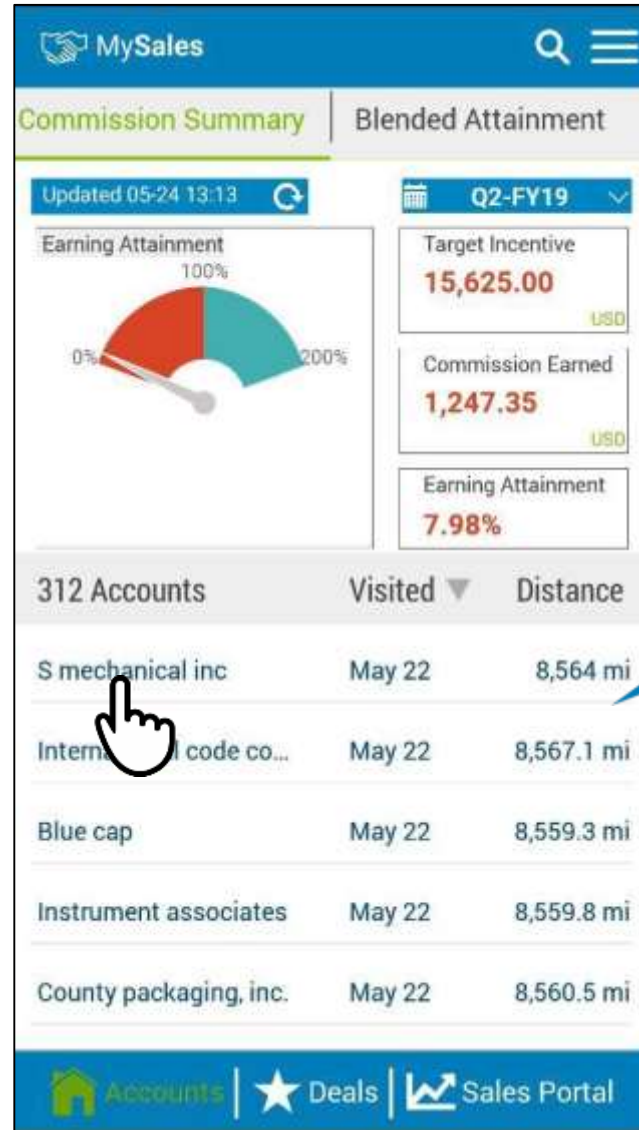 MySales
Commission Summary
Blended Attainment
Updated 05-24 13:13
Q2-FY19
Earning Attainment
100%
0%
200%
Target Incentive
15,625.00
USD
Commission Earned
1,247.35
USD
Earning Attainment
7.98%
312 Accounts Visited Distance
S mechanical inc May 22 8,564 mi
code co... May 22 8,567.1 mi
Blue cap May 22 8,559.3 mi
Instrument associates May 22 8,559.8 mi
County packaging, inc. May 22 8,560.5 mi
Accounts Deals Sales Portal